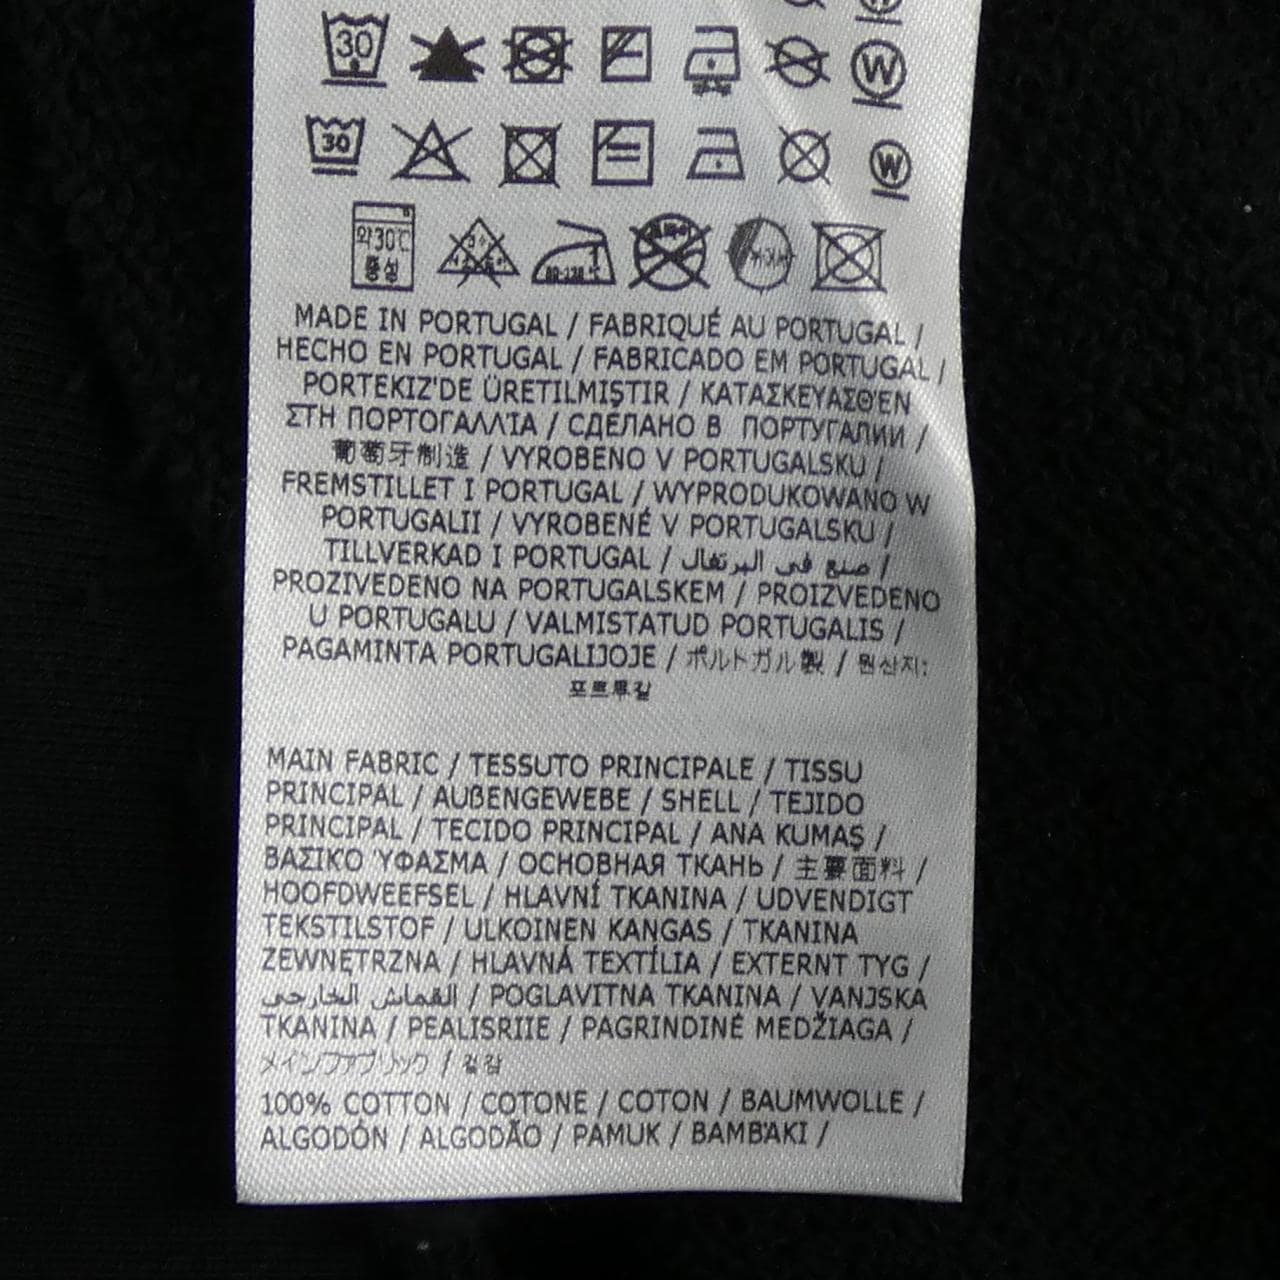 30 W
30 W
약30℃
중성
MADE IN PORTUGAL / FABRIQUÉ AU PORTUGAL /
HECHO EN PORTUGAL / FABRICADO EM PORTUGAL /
PORTEKIZ'DE ÜRETILMIŞTIR / ΚΑΤΑΣΚΕΥΑΣΘΈΝ
ΣΤΗ ΠΟΡΤΟΓΑΛΛΊΑ / СДЕЛАНО В ПОРТУГАЛИИ /
葡萄牙制造 / VYROBENO V PORTUGALSKU /
FREMSTILLET I PORTUGAL / WYPRODUKOWANO W
PORTUGALII / VYROBENÉ V PORTUGALSKU /
TILLVERKAD I PORTUGAL / صنع في البرتغال /
PROZIVEDENO NA PORTUGALSKEM / PROIZVEDENO
U PORTUGALU / VALMISTATUD PORTUGALIS /
PAGAMINTA PORTUGALIJOJE / ポルトガル製 / 원산지:
포르투갈
MAIN FABRIC / TESSUTO PRINCIPALE / TISSU
PRINCIPAL / AUßENGEWEBE / SHELL / TEJIDO
PRINCIPAL / TECIDO PRINCIPAL / ANA KUMAŞ /
ΒΑΣΙΚΟ ΎΦΑΣΜΑ / ОСНОВНАЯ ТКАНЬ / 主要面料 /
HOOFDWEEFSEL / HLAVNÍ TKANINA / UDVENDIGT
TEKSTILSTOF / ULKOINEN KANGAS / TKANINA
ZEWNĘTRZNA / HLAVNÁ TEXTÍLIA / EXTERNT TYG /
القماش الخارجي / POGLAVITNA TKANINA / VANJSKA
TKANINA / PEALISRIIE / PAGRINDINĖ MEDŽIAGA /
メインファブリック / 겉감
100% COTTON / COTONE / COTON / BAUMWOLLE /
ALGODÓN / ALGODÃO / PAMUK / ΒΑΜΒΆΚΙ /